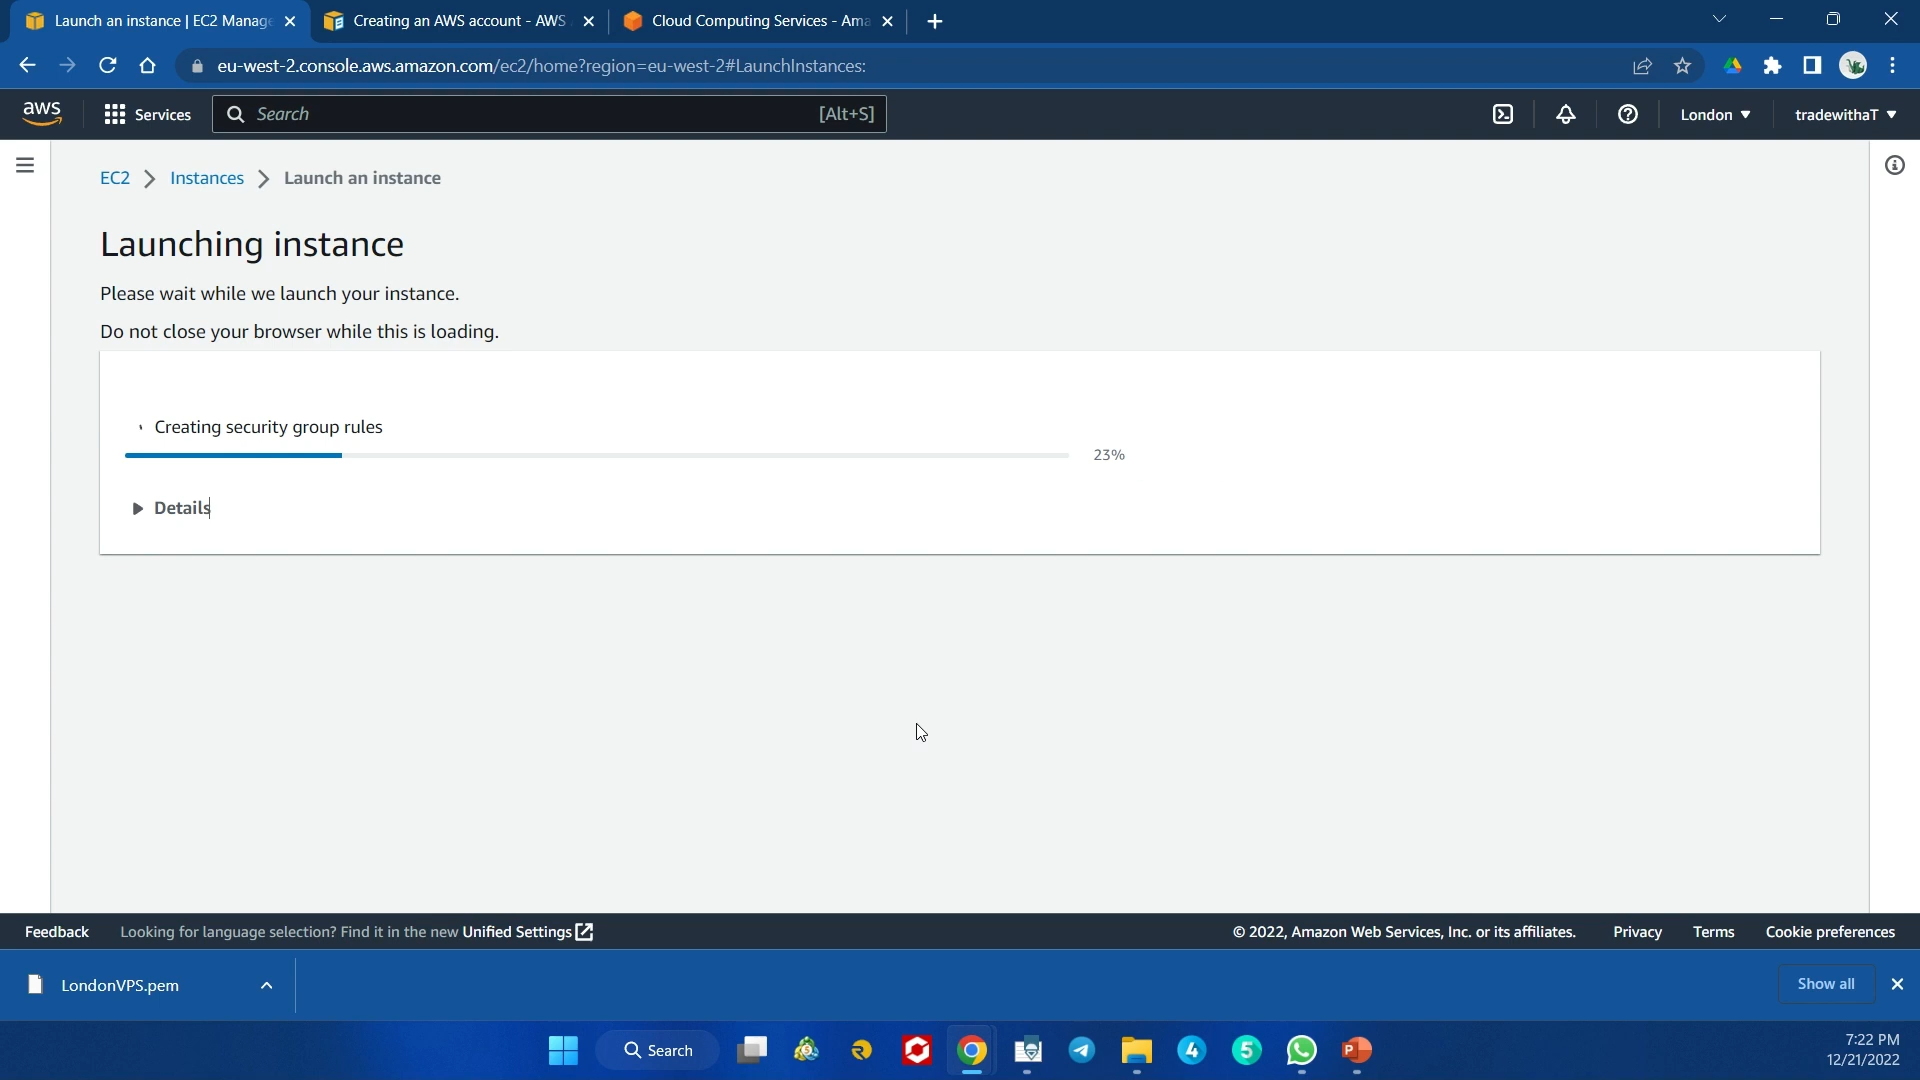 Launch an instance | EC2 Manage
Creating an AWS account - AWS
Cloud Computing Services - Ama
eu-west-2.console.aws.amazon.com/ec2/home?region=eu-west-2#LaunchInstances:
aws
Services
Search
[Alt+S]
London
tradewithaT
EC2
Instances
Launch an instance
Launching instance
Please wait while we launch your instance.
Do not close your browser while this is loading.
Creating security group rules
23%
Details
Feedback
Looking for language selection? Find it in the new Unified Settings
© 2022, Amazon Web Services, Inc. or its affiliates.
Privacy
Terms
Cookie preferences
LondonVPS.pem
Show all
Search
4
5
P
7:22 PM
12/21/2022